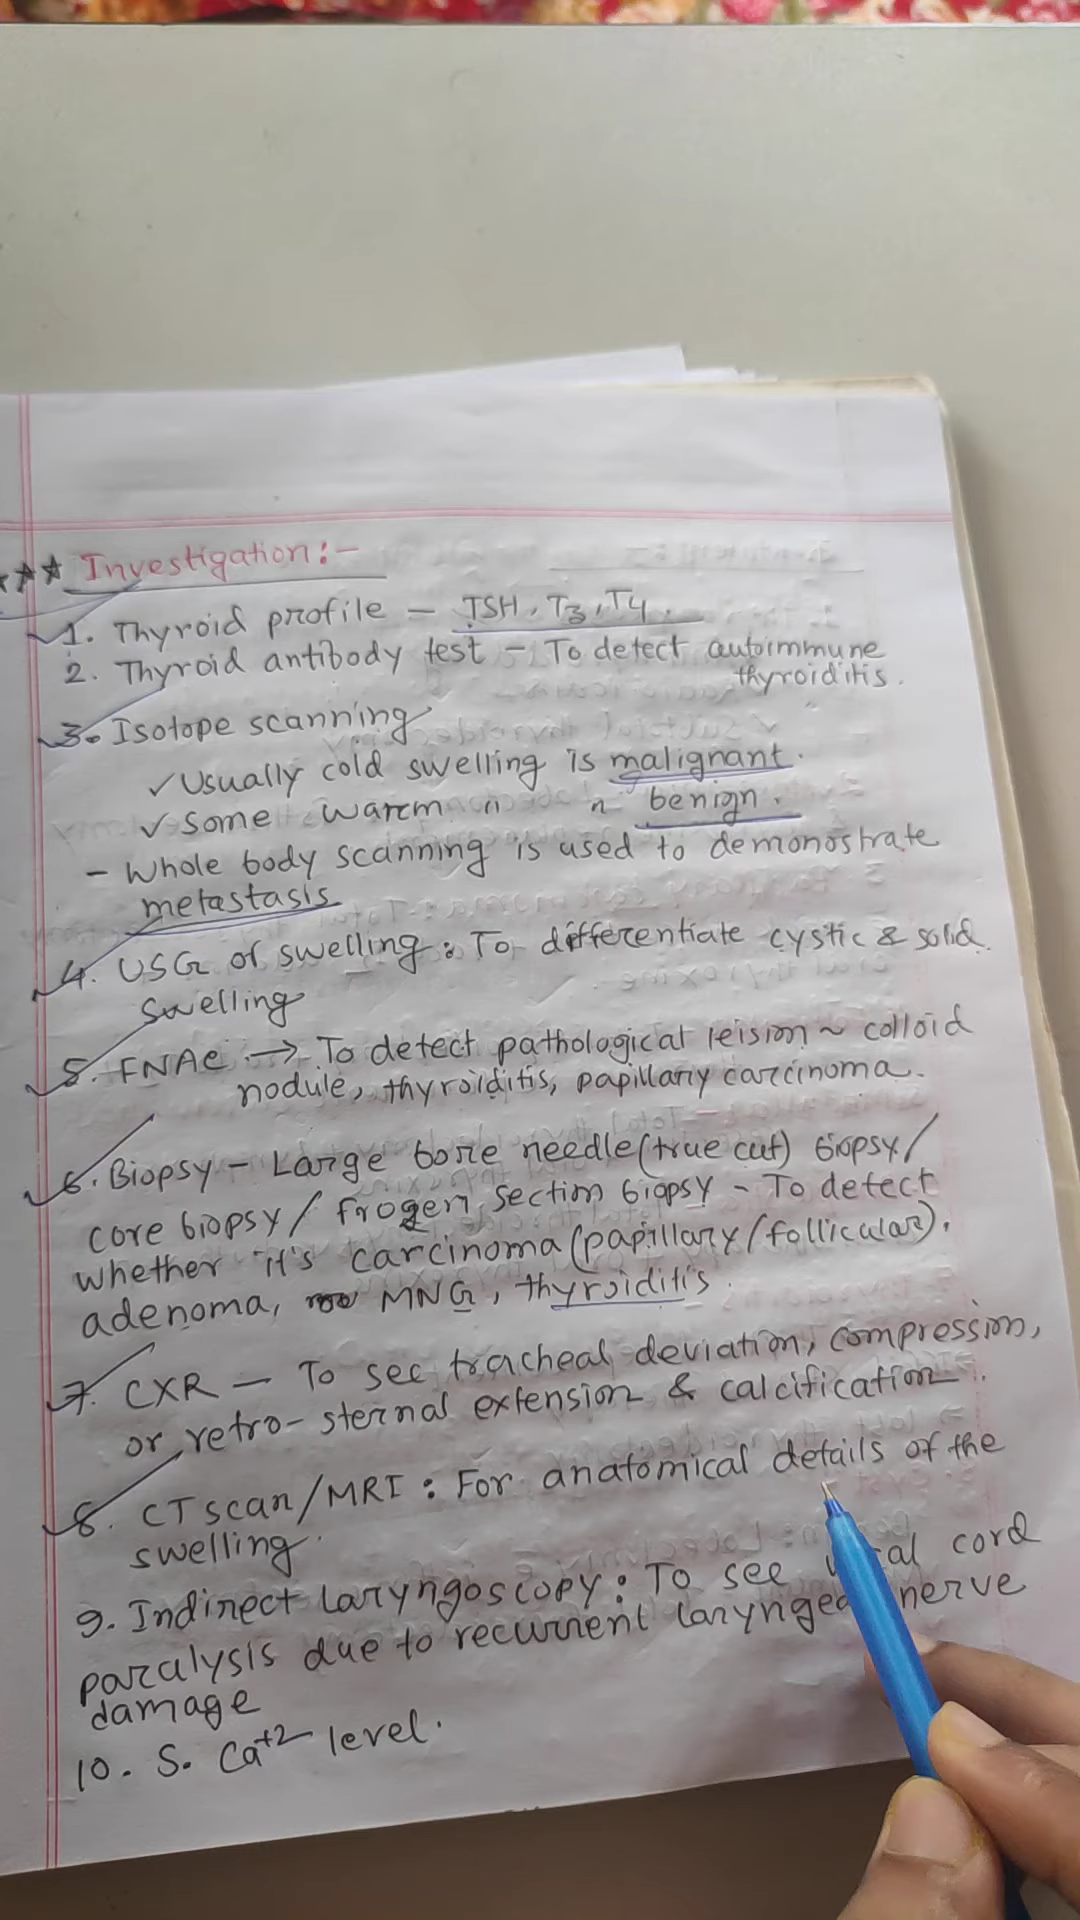 *** Investigation:-
1. Thyroid profile - TSH, T3, T4.
2. Thyroid antibody test - To detect autoimmune
thyroiditis.
3. Isotope scanning
✓ Usually cold swelling is malignant.
✓ some warm " " benign.
- Whole body scanning is used to demonostrate
metastasis
4. USG of swelling: To differentiate cystic & solid
swelling
5. FNAC → To detect pathological leision ~ colloid
nodule, thyroiditis, papillary carcinoma.
6. Biopsy - Large bore needle (true cut) biopsy/
core biopsy/ frozen section biopsy - To detect
whether it's carcinoma (papillary/follicular),
adenoma, MNG, thyroiditis.
7. CXR - To see tracheal deviation, compression,
or retro-sternal extension & calcification.
8. CT scan/MRI: For anatomical details of the
swelling.
9. Indirect Laryngoscopy: To see cord
paralysis due to recurrent laryngeal nerve
damage
10. S. Ca+2 level.